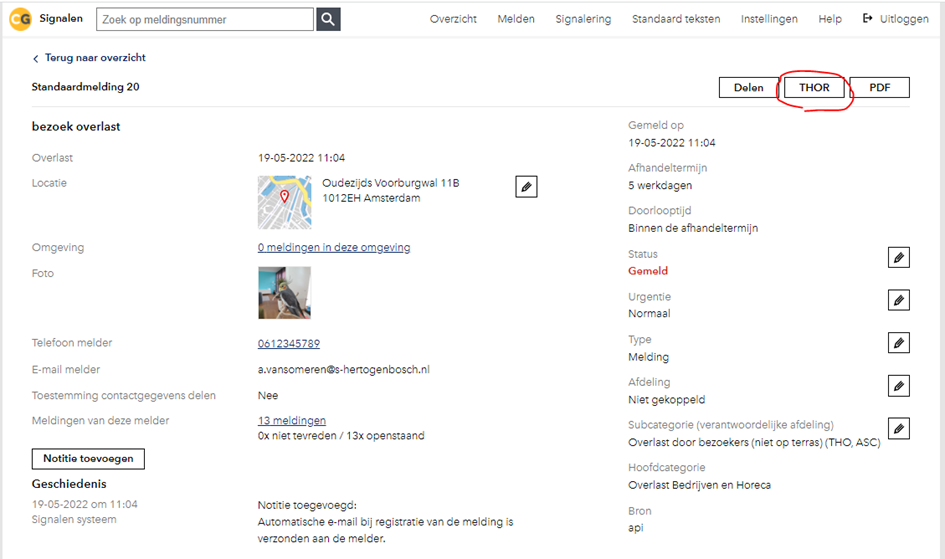 CG Signalen Zoek op meldingsnummer Overzicht Melden Signalering Standaard teksten Instellingen Help Uitloggen
Terug naar overzicht
Standaardmelding 20
Delen THOR PDF
bezoek overlast
Overlast 19-05-2022 11:04
Locatie Oudezijds Voorburgwal 11B
1012EH Amsterdam
Omgeving 0 meldingen in deze omgeving
Foto
Telefoon melder 0612345789
E-mail melder a.vansomeren@s-hertogenbosch.nl
Toestemming contactgegevens delen Nee
Meldingen van deze melder 13 meldingen
0x niet tevreden / 13x openstaand
Notitie toevoegen
Geschiedenis
19-05-2022 om 11:04 Notitie toegevoegd:
Signalen systeem Automatische e-mail bij registratie van de melding is
verzonden aan de melder.
Gemeld op
19-05-2022 11:04
Afhandeltermijn
5 werkdagen
Doorlooptijd
Binnen de afhandeltermijn
Status
Gemeld
Urgentie
Normaal
Type
Melding
Afdeling
Niet gekoppeld
Subcategorie (verantwoordelijke afdeling)
Overlast door bezoekers (niet op terras) (THO, ASC)
Hoofdcategorie
Overlast Bedrijven en Horeca
Bron
api